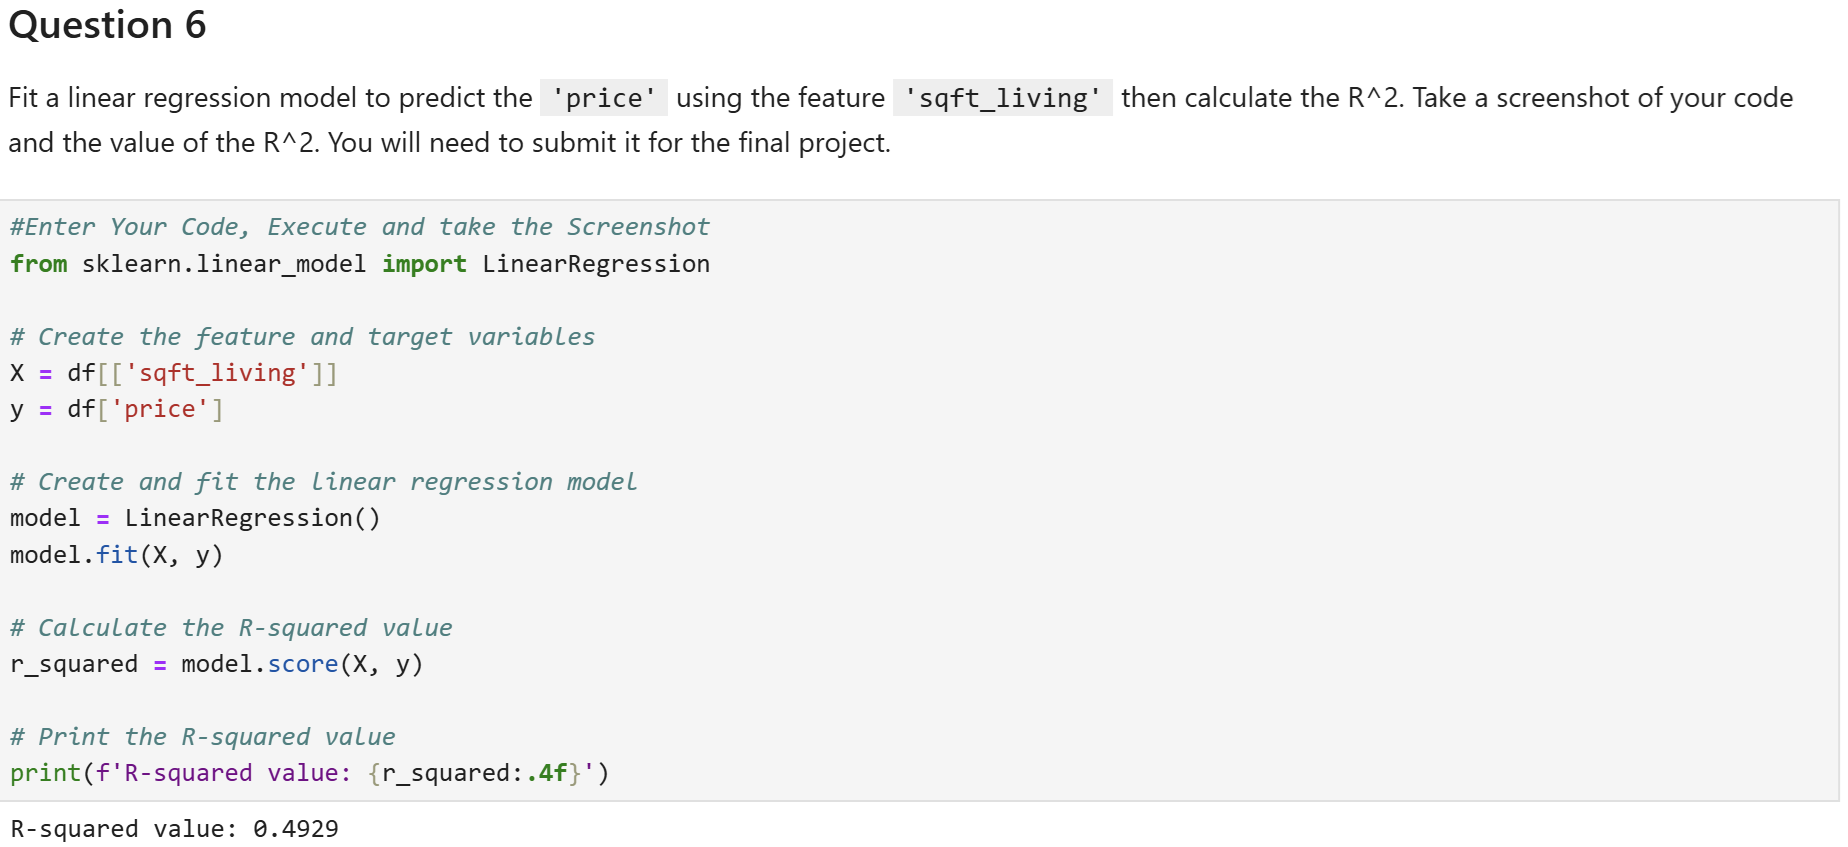 Question 6
Fit a linear regression model to predict the 'price' using the feature 'sqft_living' then calculate the R^2. Take a screenshot of your code
and the value of the R^2. You will need to submit it for the final project.
#Enter Your Code, Execute and take the Screenshot
from sklearn.linear_model import LinearRegression
# Create the feature and target variables
X = df[['sqft_living']]
y = df['price']
# Create and fit the linear regression model
model = LinearRegression()
model.fit(X, y)
# Calculate the R-squared value
r_squared = model.score(X, y)
# Print the R-squared value
print(f'R-squared value: {r_squared:.4f}')
R-squared value: 0.4929